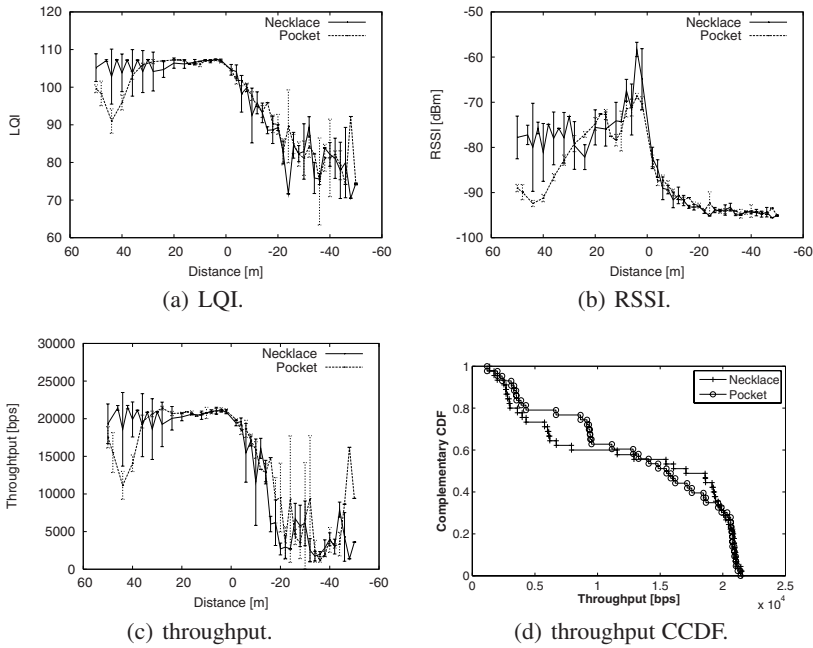 120
110
100
90
80
70
60
60 40 20 0 -20 -40 -60
LQI
Distance [m]
Necklace
Pocket
(a) LQI.
-50
-60
-70
-80
-90
-100
60 40 20 0 -20 -40 -60
RSSI [dBm]
Distance [m]
Necklace
Pocket
(b) RSSI.
30000
25000
20000
15000
10000
5000
0
60 40 20 0 -20 -40 -60
Throughtput [bps]
Distance [m]
Necklace
Pocket
(c) throughput.
1
0.8
0.6
0.4
0.2
0
0 0.5 1 1.5 2 2.5
x 10⁴
Complementary CDF
Throughput [bps]
Necklace
Pocket
(d) throughput CCDF.